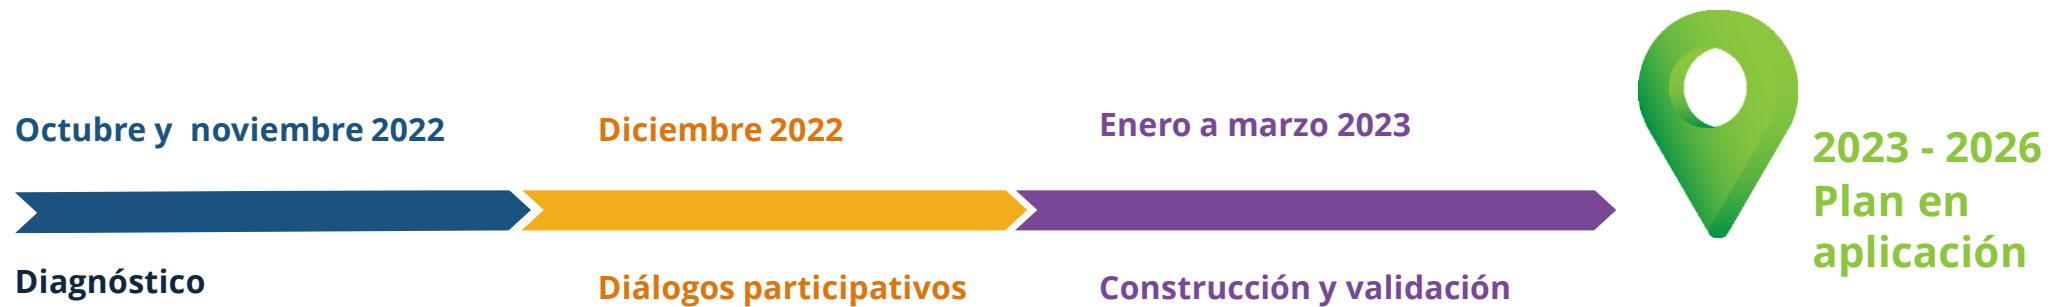 Octubre y  noviembre 2022
Diagnóstico
Diciembre 2022
Diálogos participativos
Enero a marzo 2023
Construcción y validación
2023 - 2026
Plan en
aplicación